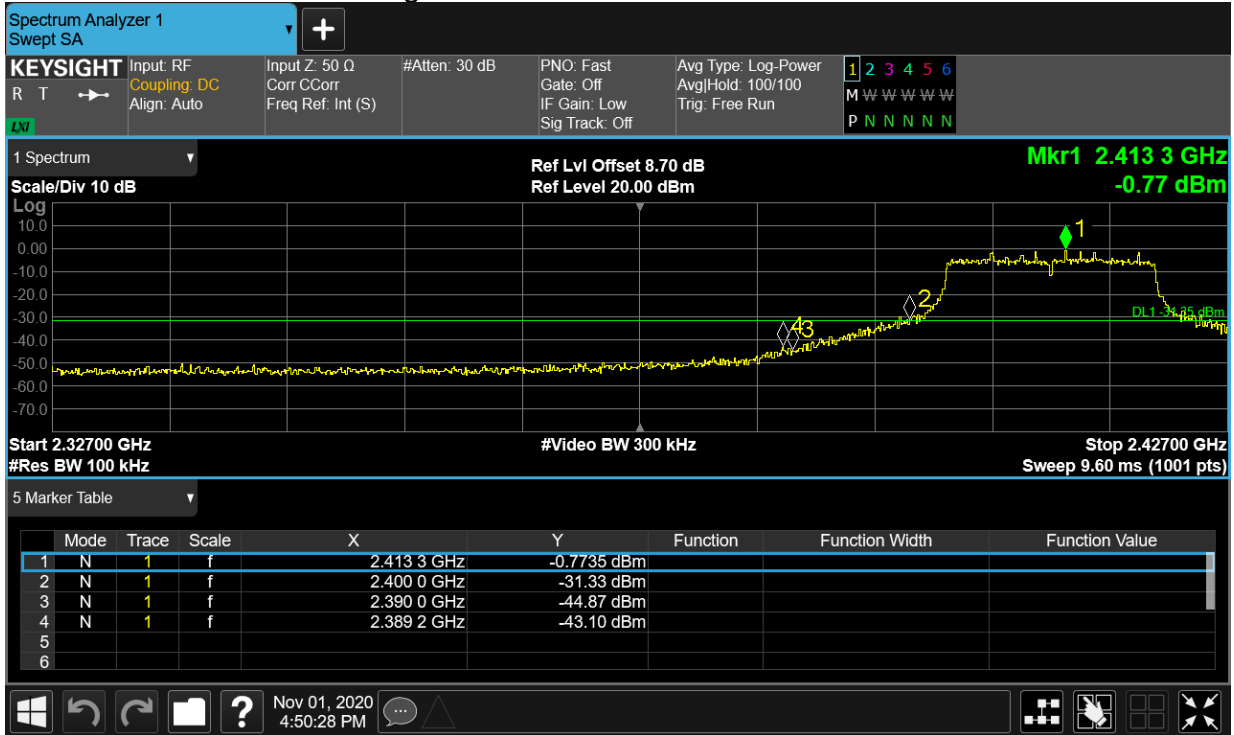 Spectrum Analyzer 1
Swept SA
KEYSIGHT Input: RF Input Z: 50 Ω #Atten: 30 dB PNO: Fast Avg Type: Log-Power 1 2 3 4 5 6
R T Coupling: DC Corr CCorr Gate: Off Avg|Hold: 100/100 M W W W W W
Align: Auto Freq Ref: Int (S) IF Gain: Low Trig: Free Run
LXI Sig Track: Off P N N N N N N
1 Spectrum Ref Lvl Offset 8.70 dB Mkr1 2.413 3 GHz
Scale/Div 10 dB Ref Level 20.00 dBm -0.77 dBm
Log
10.0
1
0.00
-10.0
-20.0
2
-30.0
DL1 -31.35 dBm
43
-40.0
-50.0
-60.0
-70.0
Start 2.32700 GHz #Video BW 300 kHz Stop 2.42700 GHz
#Res BW 100 kHz Sweep 9.60 ms (1001 pts)
5 Marker Table
Mode Trace Scale X Y Function Function Width Function Value
1 N 1 f 2.413 3 GHz -0.7735 dBm
2 N 1 f 2.400 0 GHz -31.33 dBm
3 N 1 f 2.390 0 GHz -44.87 dBm
4 N 1 f 2.389 2 GHz -43.10 dBm
5
6
? Nov 01, 2020
4:50:28 PM